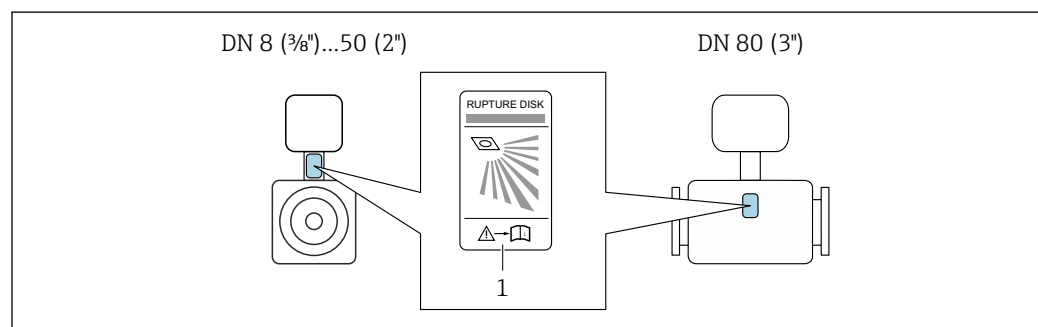 DN 8 (⅜")...50 (2")
DN 80 (3")
RUPTURE DISK
i
1